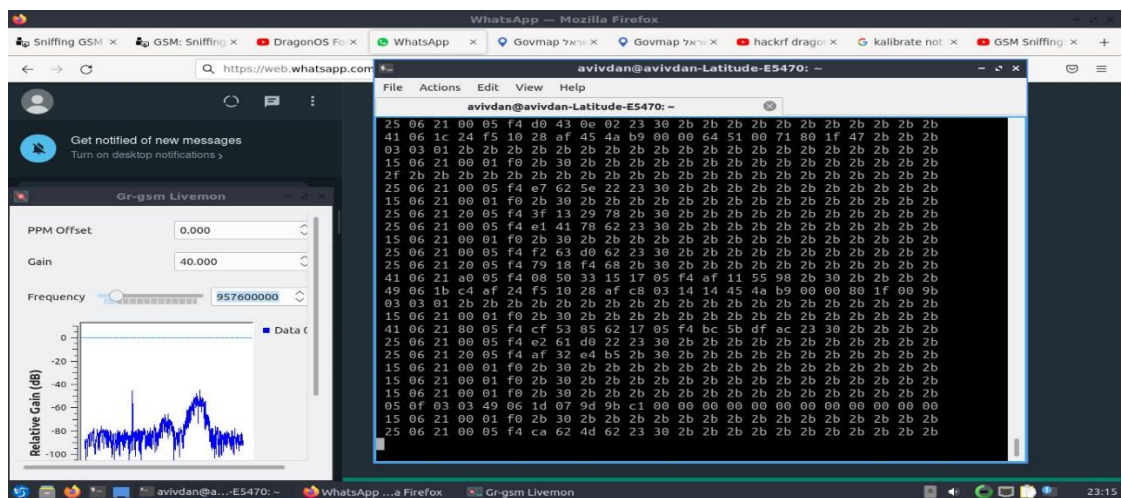 WhatsApp — Mozilla Firefox
Sniffing GSM × GSM: Sniffing × DragonOS Fo × WhatsApp × Govmap × Govmap × hackrf drago × kalibrate not × GSM Sniffing: × +
https://web.whatsapp.com
avivdan@avivdan-Latitude-E5470: ~
File Actions Edit View Help
avivdan@avivdan-Latitude-E5470: ~
Get notified of new messages
Turn on desktop notifications >
Gr-gsm Livemon
PPM Offset 0.000
Gain 40.000
Frequency 957600000
Data
0
-20
-40
-60
-80
-100
Relative Gain (dB)
25 06 21 00 05 f4 d0 43 0e 02 23 30 2b 2b 2b 2b 2b 2b 2b 2b 2b 2b 2b
41 06 1c 24 f5 10 28 af 45 4a b9 00 00 64 51 00 71 80 1f 47 2b 2b 2b
03 03 01 2b 2b 2b 2b 2b 2b 2b 2b 2b 2b 2b 2b 2b 2b 2b 2b 2b 2b 2b 2b
15 06 21 00 01 f0 2b 30 2b 2b 2b 2b 2b 2b 2b 2b 2b 2b 2b 2b 2b 2b 2b
2f 2b 2b 2b 2b 2b 2b 2b 2b 2b 2b 2b 2b 2b 2b 2b 2b 2b 2b 2b 2b 2b 2b
25 06 21 00 05 f4 e7 62 5e 22 23 30 2b 2b 2b 2b 2b 2b 2b 2b 2b 2b 2b
15 06 21 00 01 f0 2b 30 2b 2b 2b 2b 2b 2b 2b 2b 2b 2b 2b 2b 2b 2b 2b
25 06 21 20 05 f4 3f 13 29 78 2b 30 2b 2b 2b 2b 2b 2b 2b 2b 2b 2b 2b
25 06 21 00 05 f4 e1 41 78 62 23 30 2b 2b 2b 2b 2b 2b 2b 2b 2b 2b 2b
15 06 21 00 01 f0 2b 30 2b 2b 2b 2b 2b 2b 2b 2b 2b 2b 2b 2b 2b 2b 2b
25 06 21 00 05 f4 f2 63 d0 62 23 30 2b 2b 2b 2b 2b 2b 2b 2b 2b 2b 2b
25 06 21 20 05 f4 79 18 f4 68 2b 30 2b 2b 2b 2b 2b 2b 2b 2b 2b 2b 2b
41 06 21 a0 05 f4 08 50 33 15 17 05 f4 af 11 55 98 2b 30 2b 2b 2b 2b
49 06 1b c4 af 24 f5 10 28 af c8 03 14 14 45 4a b9 00 00 80 1f 00 9b
03 03 01 2b 2b 2b 2b 2b 2b 2b 2b 2b 2b 2b 2b 2b 2b 2b 2b 2b 2b 2b 2b
15 06 21 00 01 f0 2b 30 2b 2b 2b 2b 2b 2b 2b 2b 2b 2b 2b 2b 2b 2b 2b
41 06 21 80 05 f4 cf 53 85 62 17 05 f4 bc 5b df ac 23 30 2b 2b 2b 2b
25 06 21 00 05 f4 e2 61 d0 22 23 30 2b 2b 2b 2b 2b 2b 2b 2b 2b 2b 2b
25 06 21 20 05 f4 af 32 e4 b5 2b 30 2b 2b 2b 2b 2b 2b 2b 2b 2b 2b 2b
15 06 21 00 01 f0 2b 30 2b 2b 2b 2b 2b 2b 2b 2b 2b 2b 2b 2b 2b 2b 2b
15 06 21 00 01 f0 2b 30 2b 2b 2b 2b 2b 2b 2b 2b 2b 2b 2b 2b 2b 2b 2b
15 06 21 00 01 f0 2b 30 2b 2b 2b 2b 2b 2b 2b 2b 2b 2b 2b 2b 2b 2b 2b
05 0f 03 03 49 06 1d 07 9d 9b c1 00 00 00 00 00 00 00 00 00 00 00 00
15 06 21 00 01 f0 2b 30 2b 2b 2b 2b 2b 2b 2b 2b 2b 2b 2b 2b 2b 2b 2b
25 06 21 00 05 f4 ca 62 4d 62 23 30 2b 2b 2b 2b 2b 2b 2b 2b 2b 2b 2b
avivdan@a...-E5470: ~ WhatsApp ...a Firefox Gr-gsm Livemon 23:15